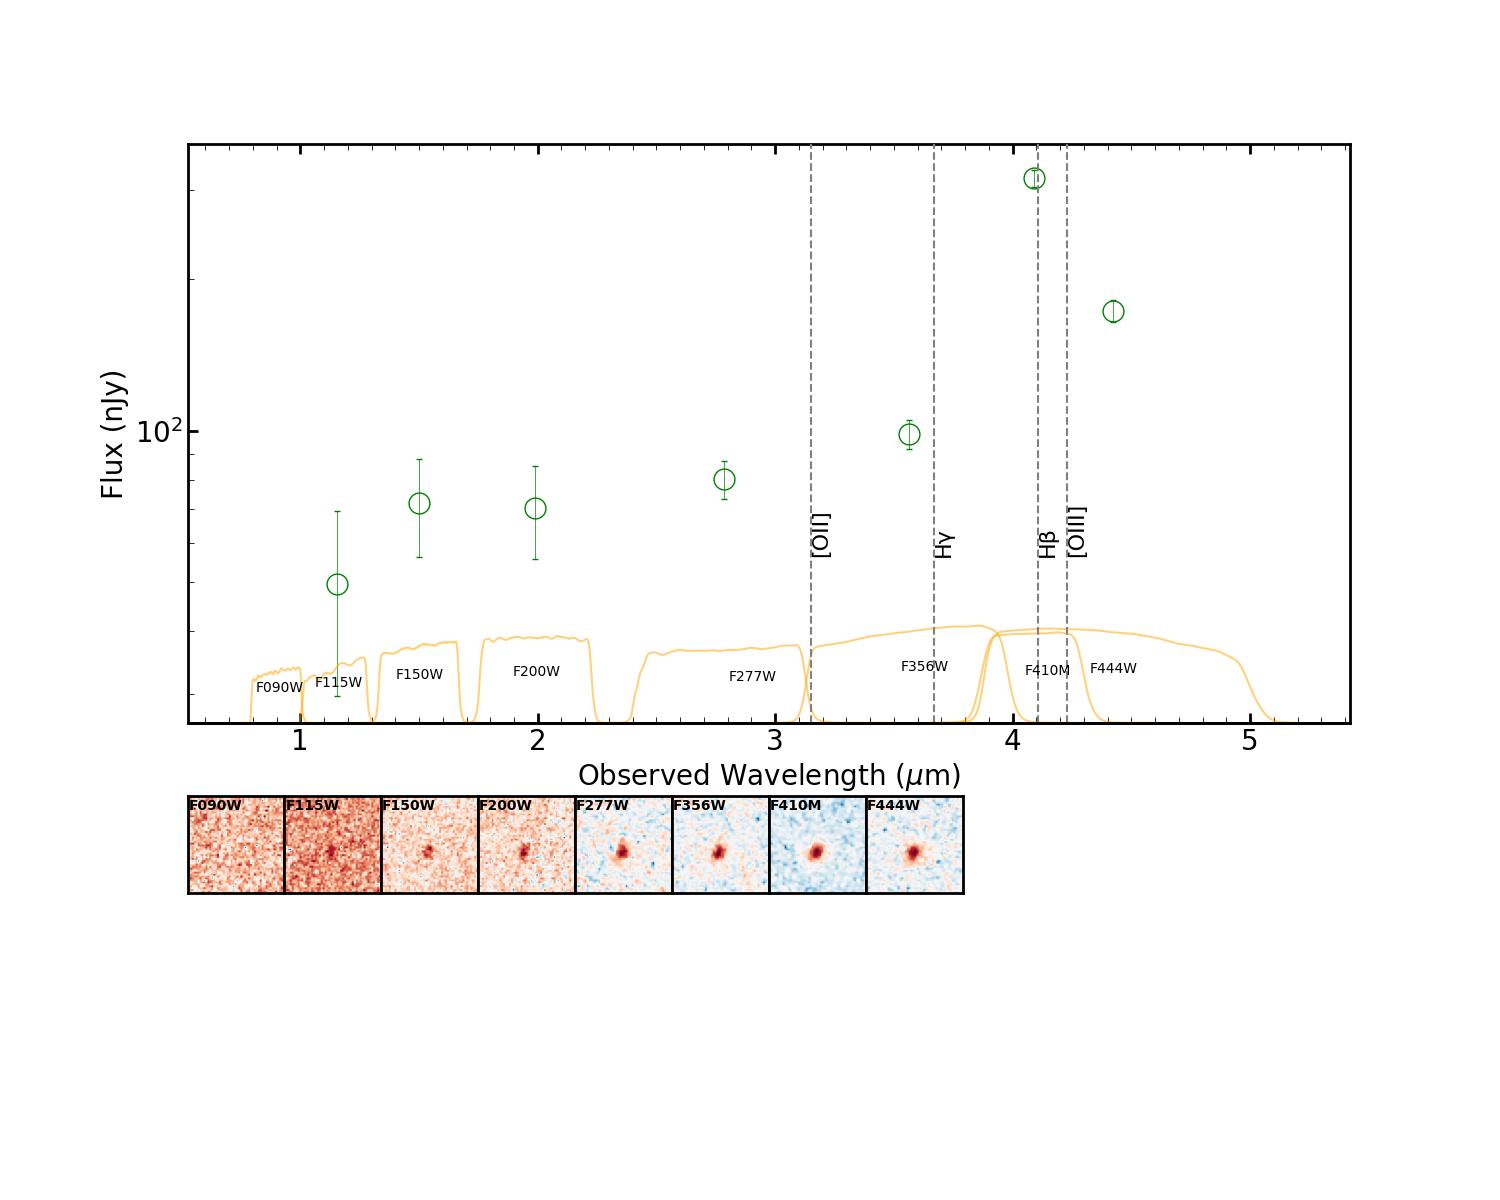 Flux (nJy)
10²
[OII]
Hγ
Hβ
[OIII]
F090W
F115W
F150W
F200W
F277W
F356W
F410M
F444W
1 2 3 4 5
Observed Wavelength (μm)
F090W F115W F150W F200W F277W F356W F410M F444W